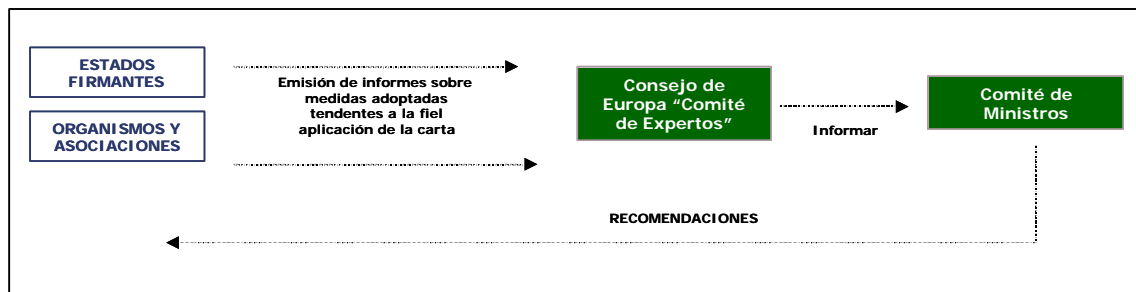 ESTADOS
FIRMANTES
ORGANISMOS Y
ASOCIACIONES
Emisión de informes sobre
medidas adoptadas
tendentes a la fiel
aplicación de la carta
Consejo de
Europa “Comité
de Expertos”
Informar
Comité de
Ministros
RECOMENDACIONES